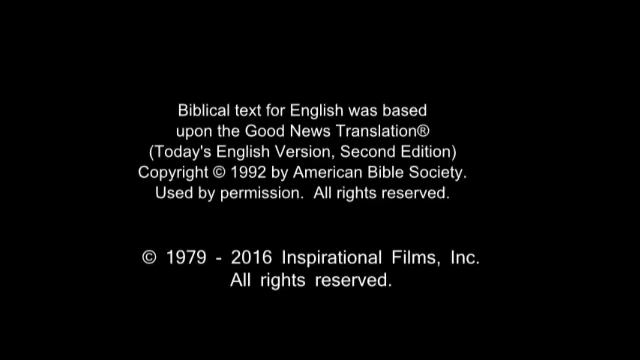 Biblical text for English was based
upon the Good News Translation®
(Today's English Version, Second Edition)
Copyright © 1992 by American Bible Society.
Used by permission.  All rights reserved.
© 1979 - 2016 Inspirational Films, Inc.
All rights reserved.